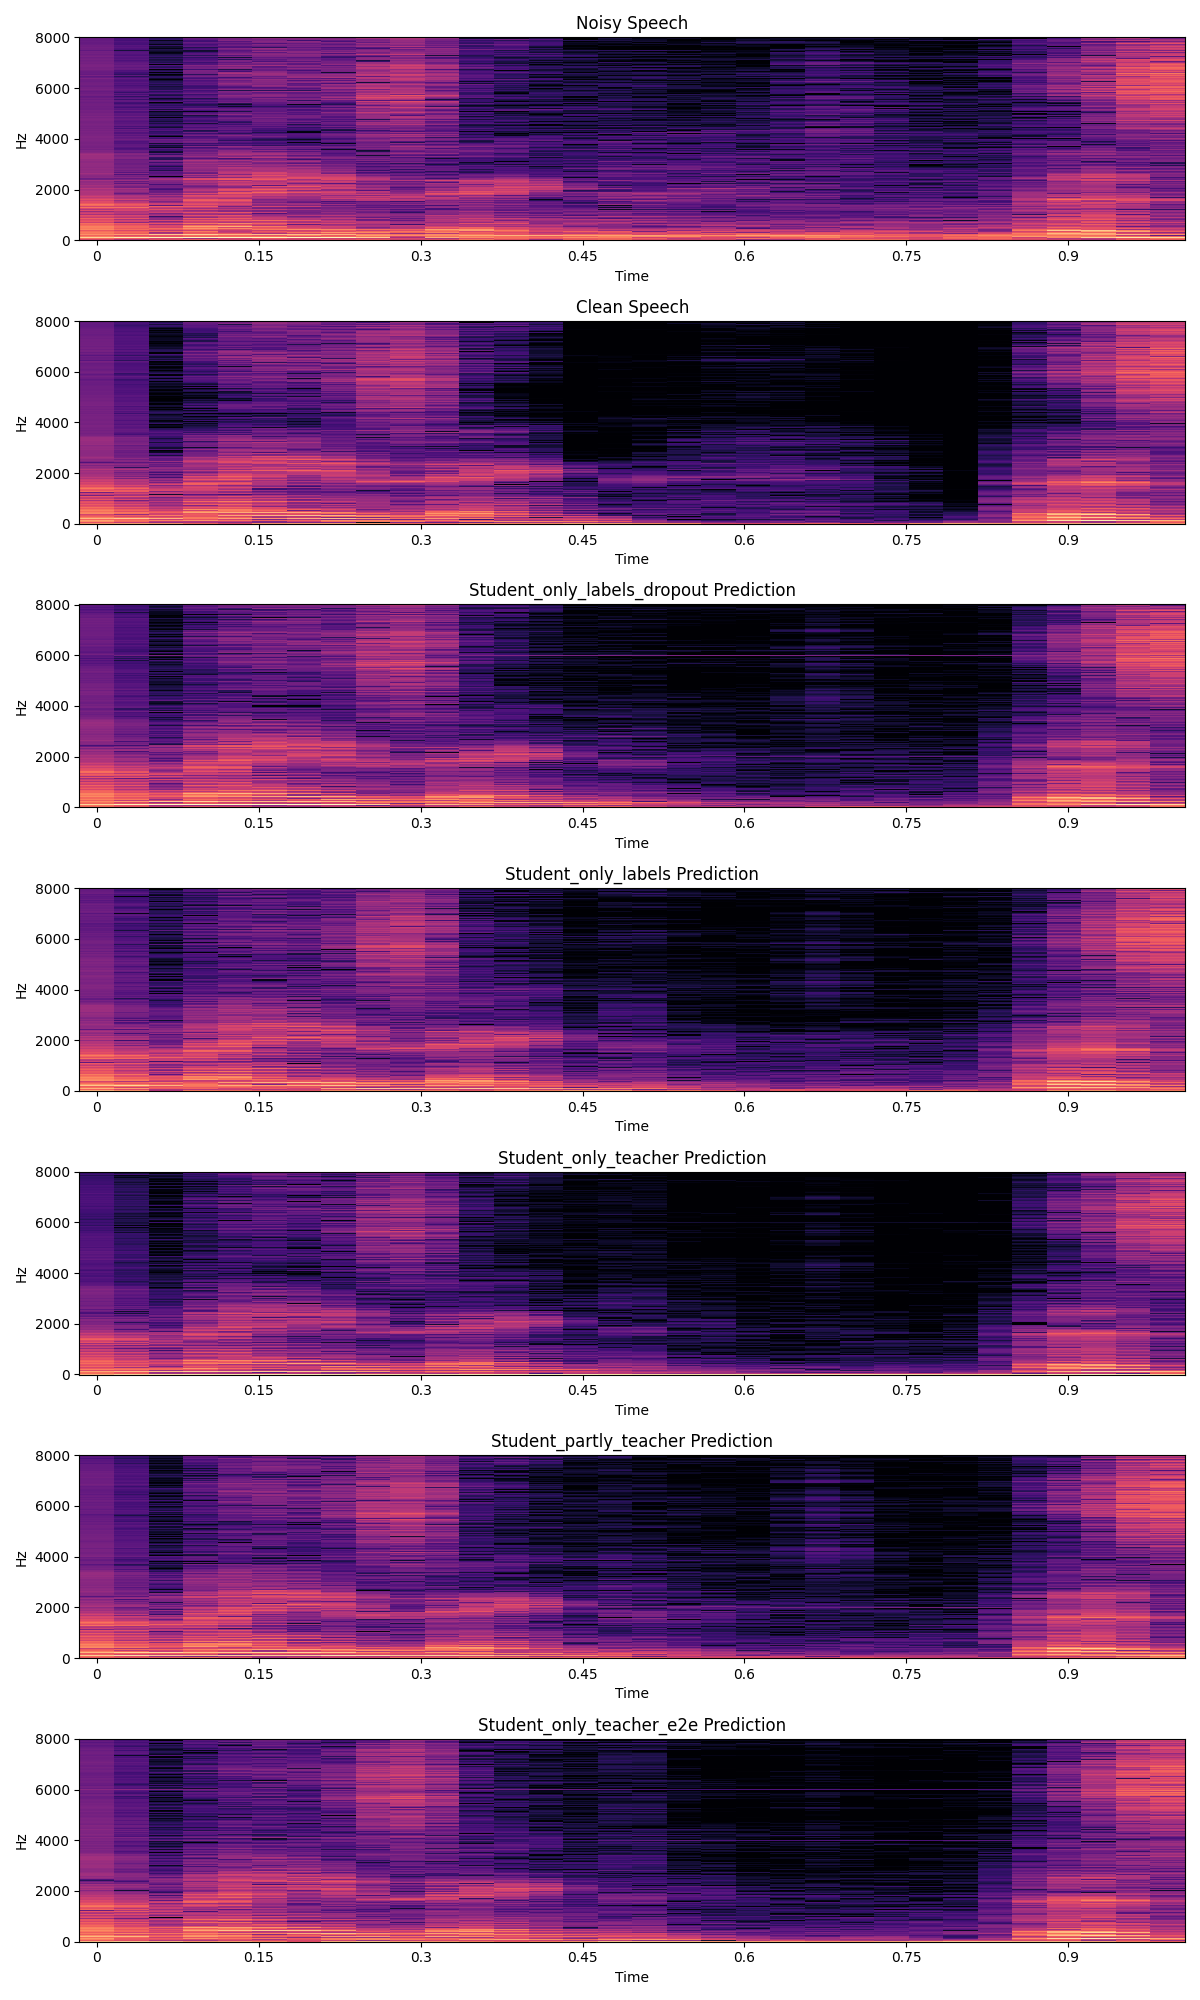 Noisy Speech
8000
6000
4000
2000
0
Hz
0 0.15 0.3 0.45 0.6 0.75 0.9
Time
Clean Speech
8000
6000
4000
2000
0
Hz
0 0.15 0.3 0.45 0.6 0.75 0.9
Time
Student_only_labels_dropout Prediction
8000
6000
4000
2000
0
Hz
0 0.15 0.3 0.45 0.6 0.75 0.9
Time
Student_only_labels Prediction
8000
6000
4000
2000
0
Hz
0 0.15 0.3 0.45 0.6 0.75 0.9
Time
Student_only_teacher Prediction
8000
6000
4000
2000
0
Hz
0 0.15 0.3 0.45 0.6 0.75 0.9
Time
Student_partly_teacher Prediction
8000
6000
4000
2000
0
Hz
0 0.15 0.3 0.45 0.6 0.75 0.9
Time
Student_only_teacher_e2e Prediction
8000
6000
4000
2000
0
Hz
0 0.15 0.3 0.45 0.6 0.75 0.9
Time